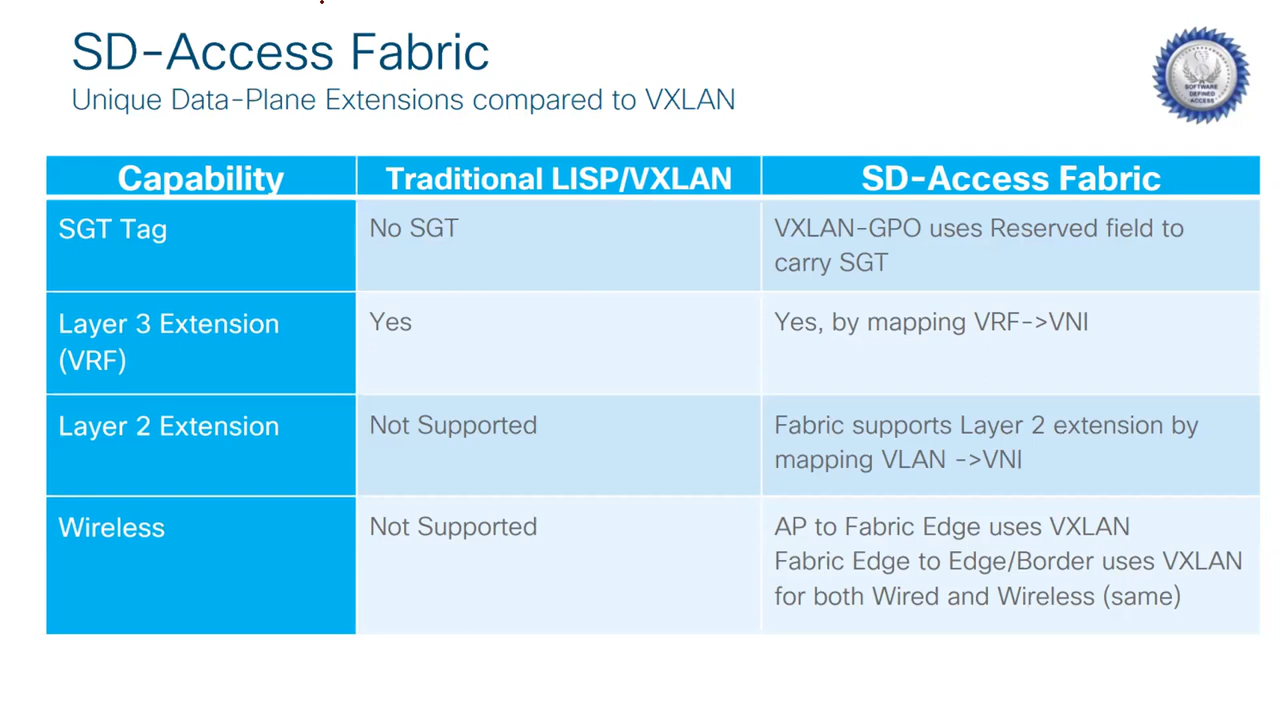 SD-Access Fabric
Unique Data-Plane Extensions compared to VXLAN
SOFTWARE
DEFINED
ACCESS
Capability
Traditional LISP/VXLAN
SD-Access Fabric
SGT Tag
No SGT
VXLAN-GPO uses Reserved field to
carry SGT
Layer 3 Extension
(VRF)
Yes
Yes, by mapping VRF->VNI
Layer 2 Extension
Not Supported
Fabric supports Layer 2 extension by
mapping VLAN ->VNI
Wireless
Not Supported
AP to Fabric Edge uses VXLAN
Fabric Edge to Edge/Border uses VXLAN
for both Wired and Wireless (same)